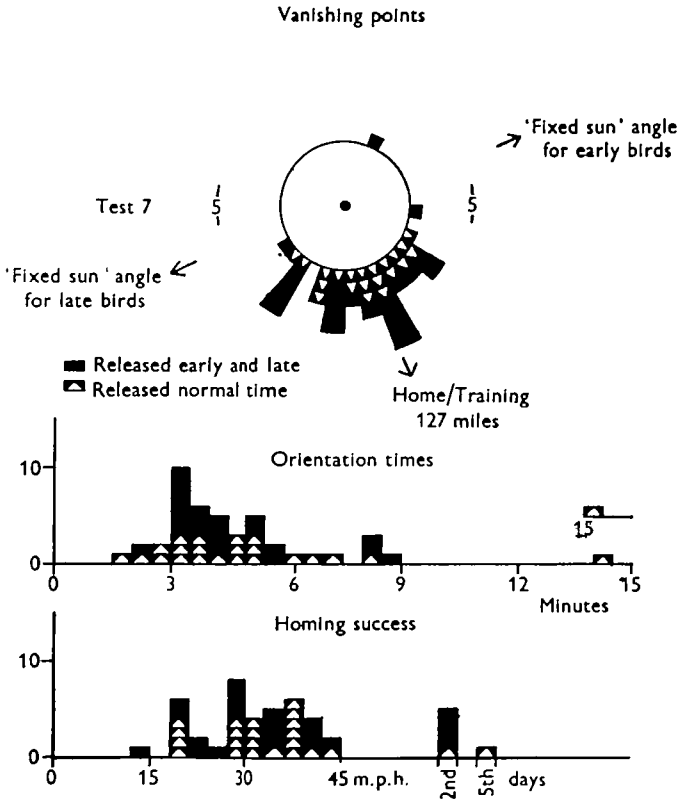 Vanishing points
'Fixed sun' angle
for early birds
Test 7
5
5
'Fixed sun' angle
for late birds
Released early and late
Released normal time
Home/Training
127 miles
Orientation times
10
15
0
0
3
6
9
12
15
Minutes
Homing success
10
0
0
15
30
45 m.p.h.
2nd
5th
days